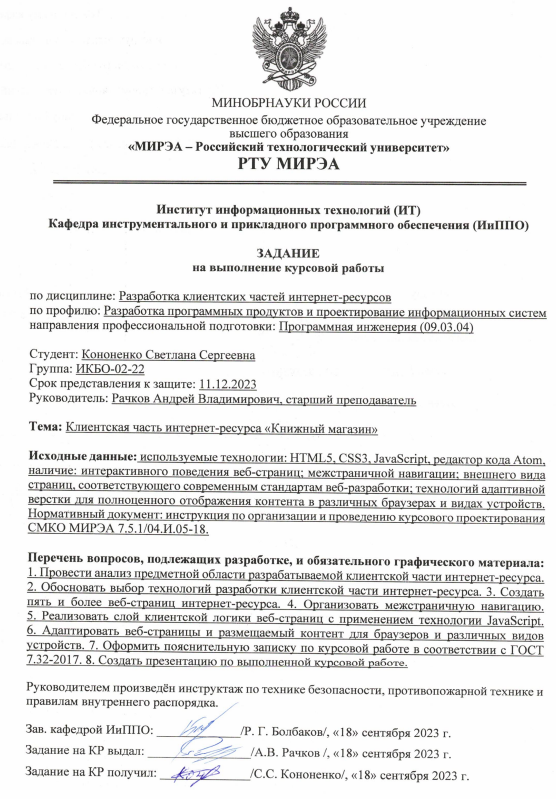 МИНОБРНАУКИ РОССИИ
Федеральное государственное бюджетное образовательное учреждение
высшего образования
«МИРЭА – Российский технологический университет»
РТУ МИРЭА
Институт информационных технологий (ИТ)
Кафедра инструментального и прикладного программного обеспечения (ИиППО)
ЗАДАНИЕ
на выполнение курсовой работы
по дисциплине: Разработка клиентских частей интернет-ресурсов
по профилю: Разработка программных продуктов и проектирование информационных систем
направления профессиональной подготовки: Программная инженерия (09.03.04)
Студент: Кононенко Светлана Сергеевна
Группа: ИКБО-02-22
Срок представления к защите: 11.12.2023
Руководитель: Рачков Андрей Владимирович, старший преподаватель
Тема: Клиентская часть интернет-ресурса «Книжный магазин»
Исходные данные: используемые технологии: HTML5, CSS3, JavaScript, редактор кода Atom,
наличие: интерактивного поведения веб-страниц; межстраничной навигации; внешнего вида
страниц, соответствующего современным стандартам веб-разработки; технологий адаптивной
верстки для полноценного отображения контента в различных браузерах и видах устройств.
Нормативный документ: инструкция по организации и проведению курсового проектирования
СМКО МИРЭА 7.5.1/04.И.05-18.
Перечень вопросов, подлежащих разработке, и обязательного графического материала:
1. Провести анализ предметной области разрабатываемой клиентской части интернет-ресурса.
2. Обосновать выбор технологий разработки клиентской части интернет-ресурса. 3. Создать
пять и более веб-страниц интернет-ресурса. 4. Организовать межстраничную навигацию.
5. Реализовать слой клиентской логики веб-страниц с применением технологии JavaScript.
6. Адаптировать веб-страницы и размещаемый контент для браузеров и различных видов
устройств. 7. Оформить пояснительную записку по курсовой работе в соответствии с ГОСТ
7.32-2017. 8. Создать презентацию по выполненной курсовой работе.
Руководителем произведён инструктаж по технике безопасности, противопожарной технике и
правилам внутреннего распорядка.
Зав. кафедрой ИиППО: /Р. Г. Болбаков/, «18» сентября 2023 г.
Задание на КР выдал: /А.В. Рачков /, «18» сентября 2023 г.
Задание на КР получил: /С.С. Кононенко/, «18» сентября 2023 г.